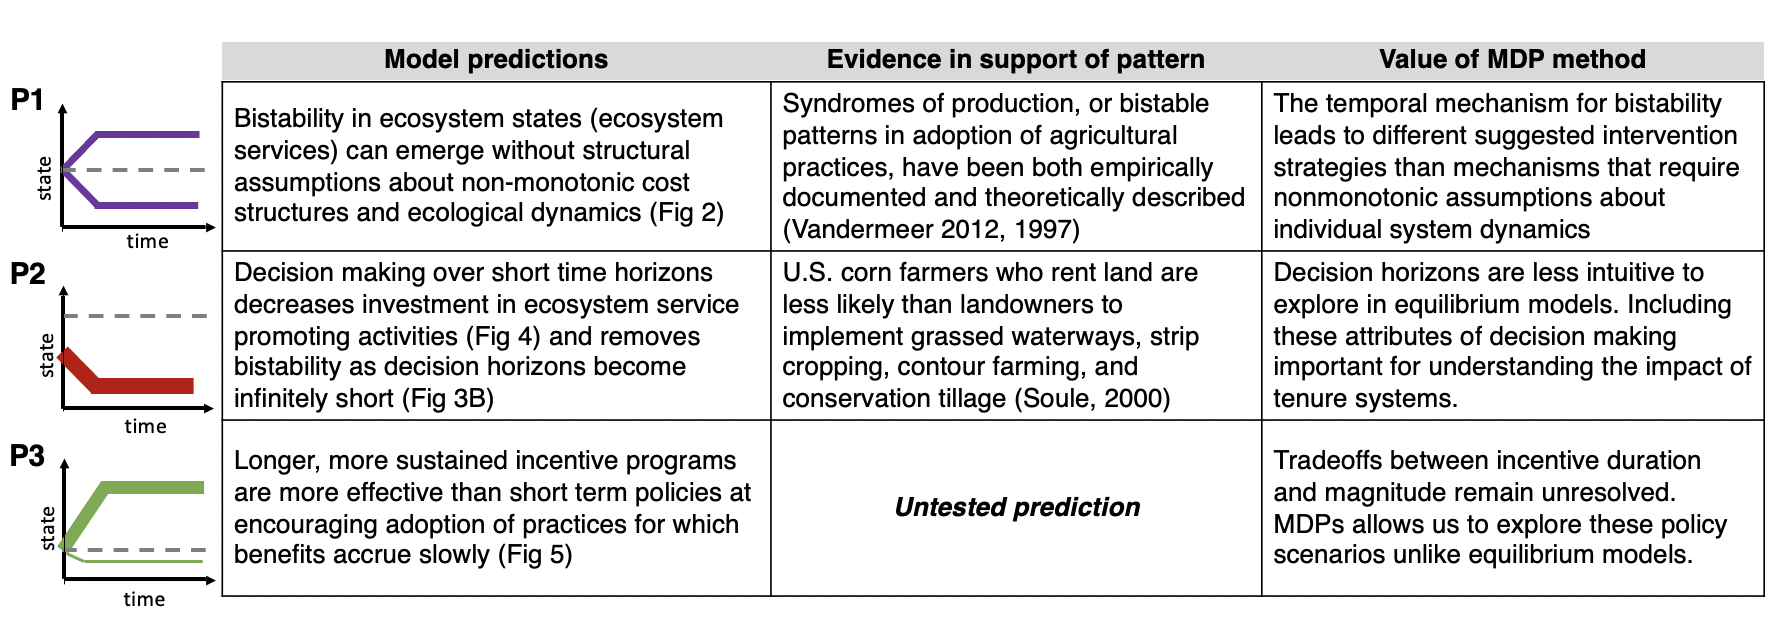 Model predictions
Evidence in support of pattern
Value of MDP method
P1
state
time
Bistability in ecosystem states (ecosystem
services) can emerge without structural
assumptions about non-monotonic cost
structures and ecological dynamics (Fig 2)
Syndromes of production, or bistable
patterns in adoption of agricultural
practices, have been both empirically
documented and theoretically described
(Vandermeer 2012, 1997)
The temporal mechanism for bistability
leads to different suggested intervention
strategies than mechanisms that require
nonmonotonic assumptions about
individual system dynamics
P2
state
time
Decision making over short time horizons
decreases investment in ecosystem service
promoting activities (Fig 4) and removes
bistability as decision horizons become
infinitely short (Fig 3B)
U.S. corn farmers who rent land are
less likely than landowners to
implement grassed waterways, strip
cropping, contour farming, and
conservation tillage (Soule, 2000)
Decision horizons are less intuitive to
explore in equilibrium models. Including
these attributes of decision making
important for understanding the impact of
tenure systems.
P3
state
time
Longer, more sustained incentive programs
are more effective than short term policies at
encouraging adoption of practices for which
benefits accrue slowly (Fig 5)
Untested prediction
Tradeoffs between incentive duration
and magnitude remain unresolved.
MDPs allows us to explore these policy
scenarios unlike equilibrium models.